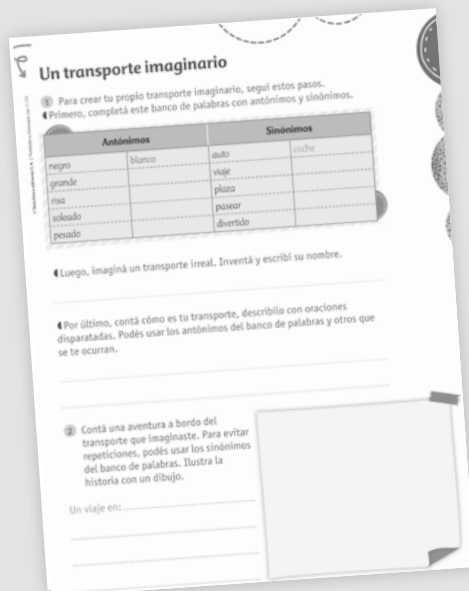 Un transporte imaginario
1 Para crear tu propio transporte imaginario, seguí estos pasos.
Primero, completá este banco de palabras con antónimos y sinónimos.
Antónimos Sinónimos
negro blanco auto coche
grande viaje
risa plaza
soleado pasear
pesado divertido
Luego, imaginá un transporte irreal. Inventá y escribí su nombre.
Por último, contá cómo es tu transporte, describilo con oraciones
disparatadas. Podés usar los antónimos del banco de palabras y otros que
se te ocurran.
2 Contá una aventura a bordo del
transporte que imaginaste. Para evitar
repeticiones, podés usar los sinónimos
del banco de palabras. Ilustra la
historia con un dibujo.
Un viaje en: